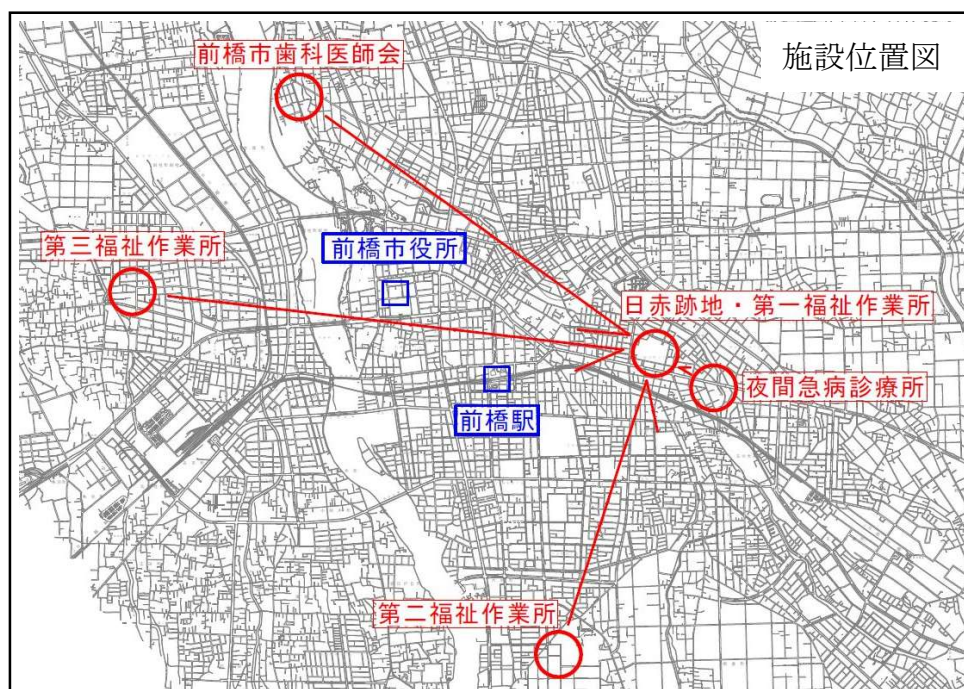 施設位置図
前橋市歯科医師会
第三福祉作業所
前橋市役所
日赤跡地・第一福祉作業所
夜間急病診療所
前橋駅
第二福祉作業所